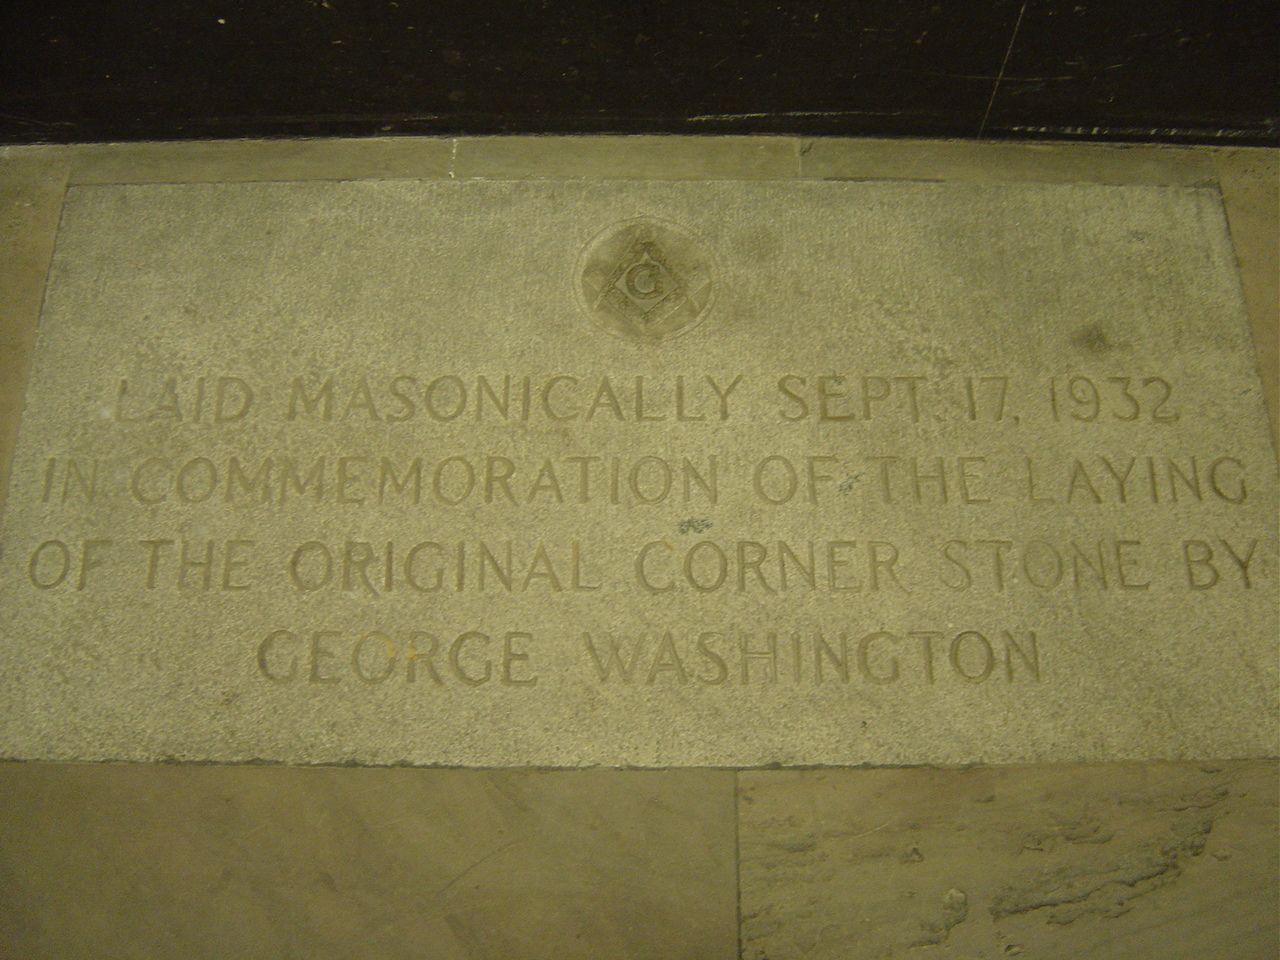 G
LAID MASONICALLY SEPT. 17, 1932
IN COMMEMORATION OF THE LAYING
OF THE ORIGINAL CORNER STONE BY
GEORGE WASHINGTON